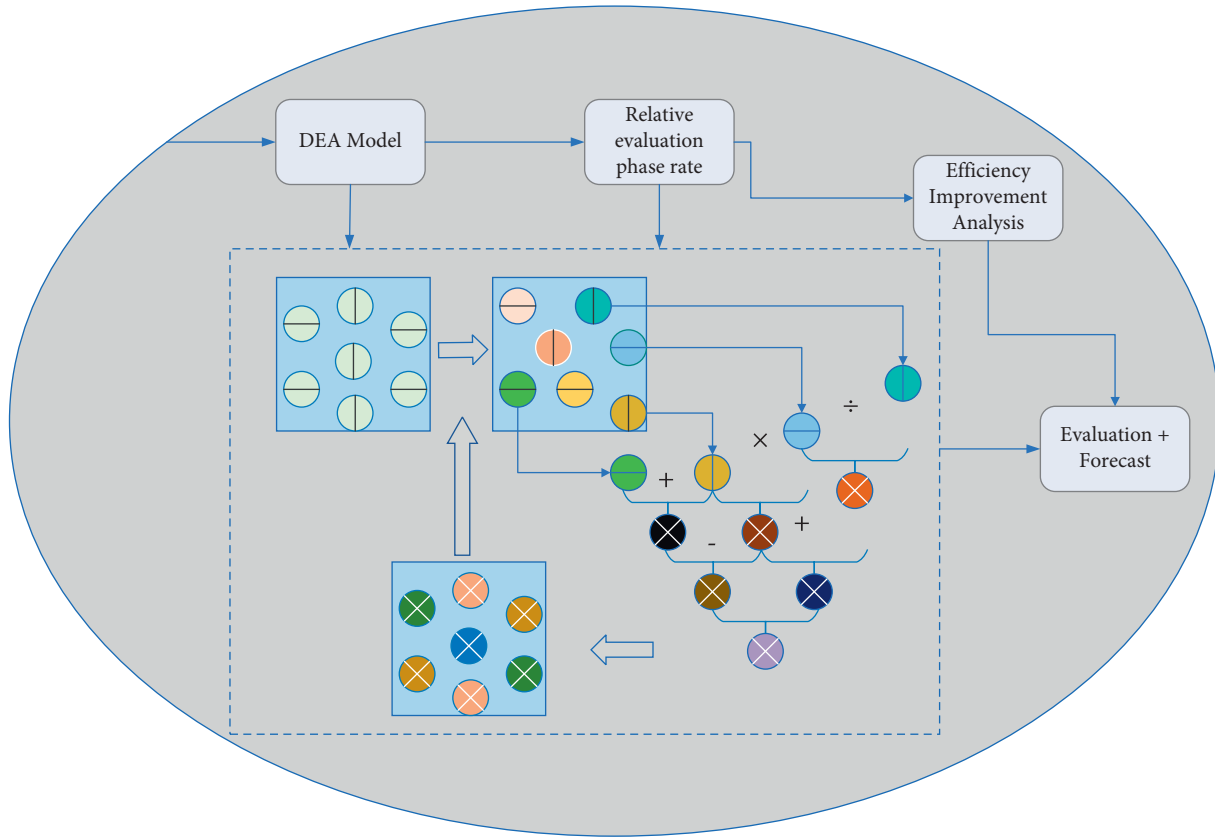 DEA Model
Relative
evaluation
phase rate
Efficiency
Improvement
Analysis
÷
×
Evaluation +
Forecast
+
+
-